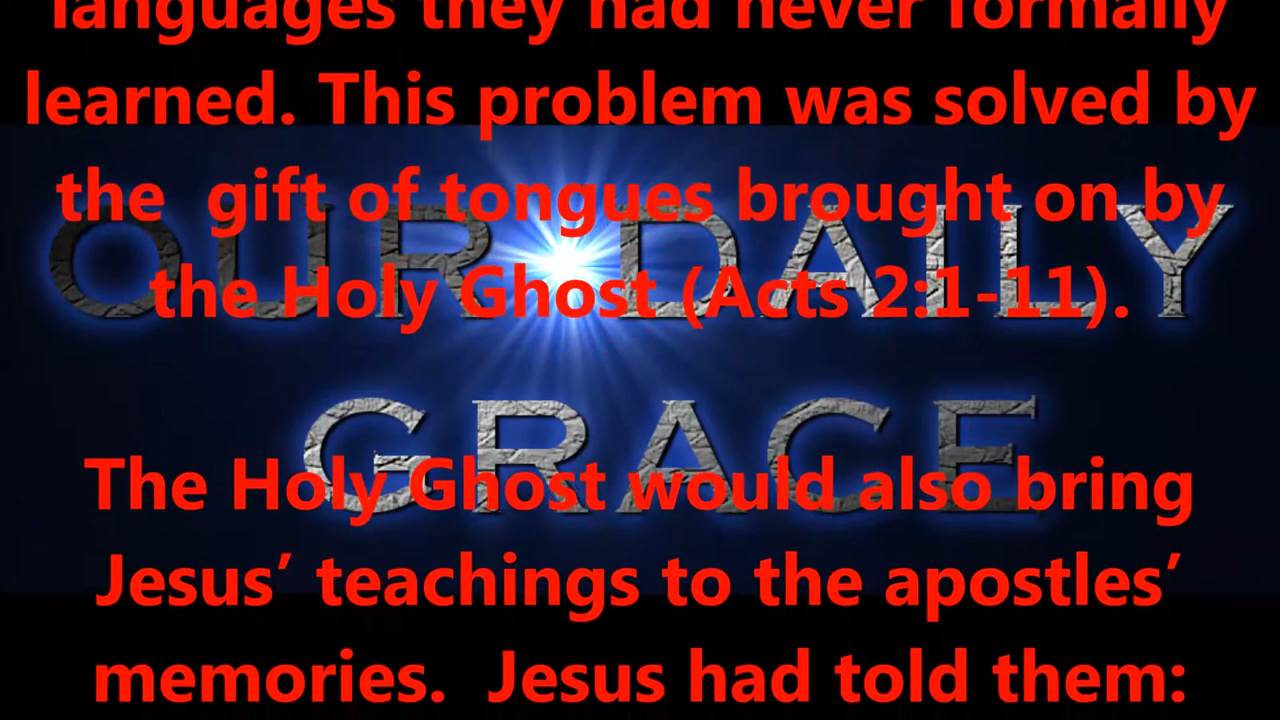 languages they had never formally
learned. This problem was solved by
the  gift of tongues brought on by
the Holy Ghost (Acts 2:1-11).
OUR DAILY
GRACE
The Holy Ghost would also bring
Jesus’ teachings to the apostles’
memories.  Jesus had told them: